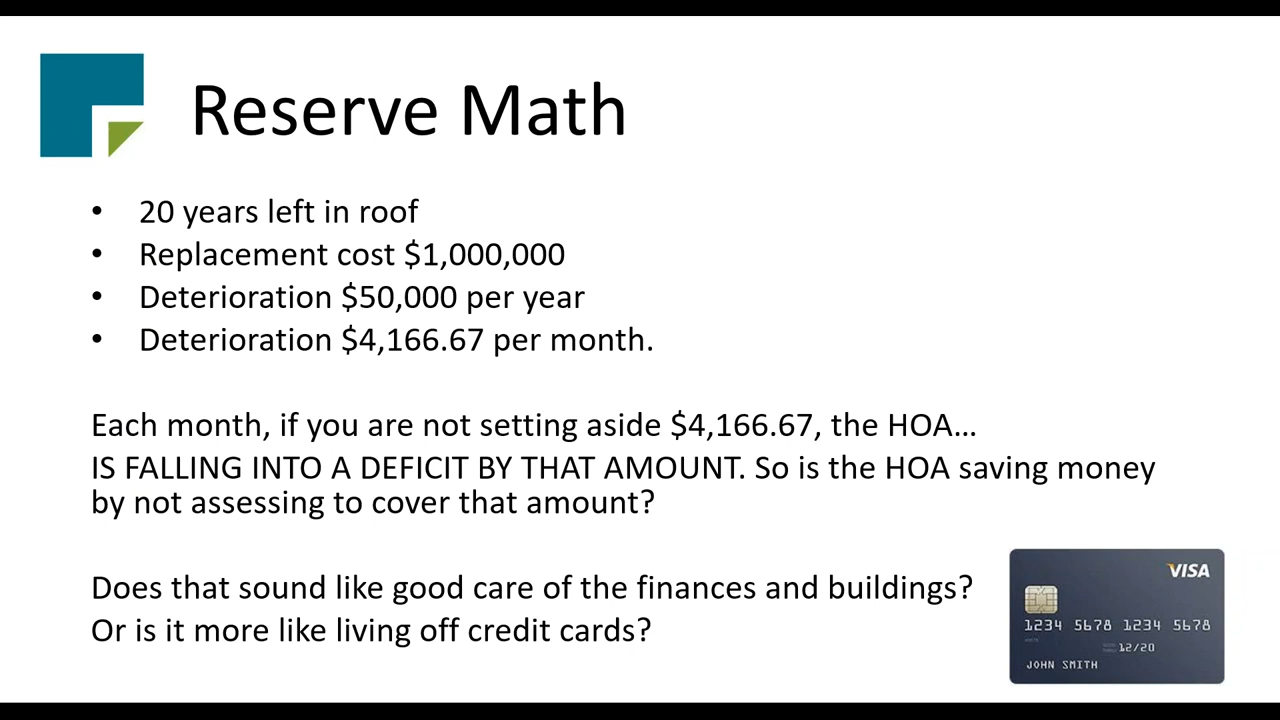 Reserve Math
• 20 years left in roof
• Replacement cost $1,000,000
• Deterioration $50,000 per year
• Deterioration $4,166.67 per month.
Each month, if you are not setting aside $4,166.67, the HOA…
IS FALLING INTO A DEFICIT BY THAT AMOUNT. So is the HOA saving money
by not assessing to cover that amount?
Does that sound like good care of the finances and buildings?
Or is it more like living off credit cards?
VISA
1234 5678 1234 5678
12/20
JOHN SMITH